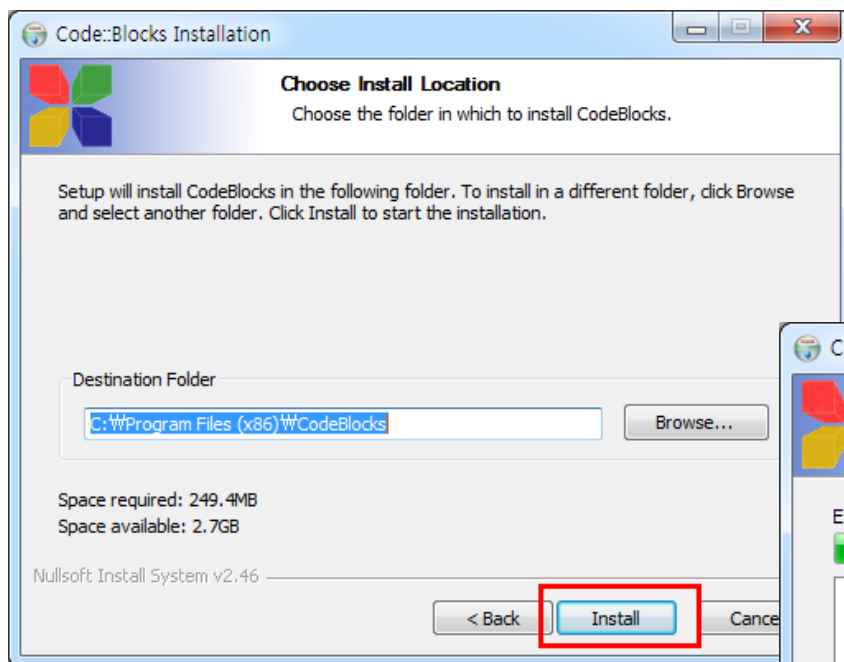 Code::Blocks Installation
Choose Install Location
Choose the folder in which to install CodeBlocks.
Setup will install CodeBlocks in the following folder. To install in a different folder, click Browse
and select another folder. Click Install to start the installation.
Destination Folder
C:₩Program Files (x86)₩CodeBlocks
Browse...
Space required: 249.4MB
Space available: 2.7GB
Nullsoft Install System v2.46
< Back
Install
Cance
C
E